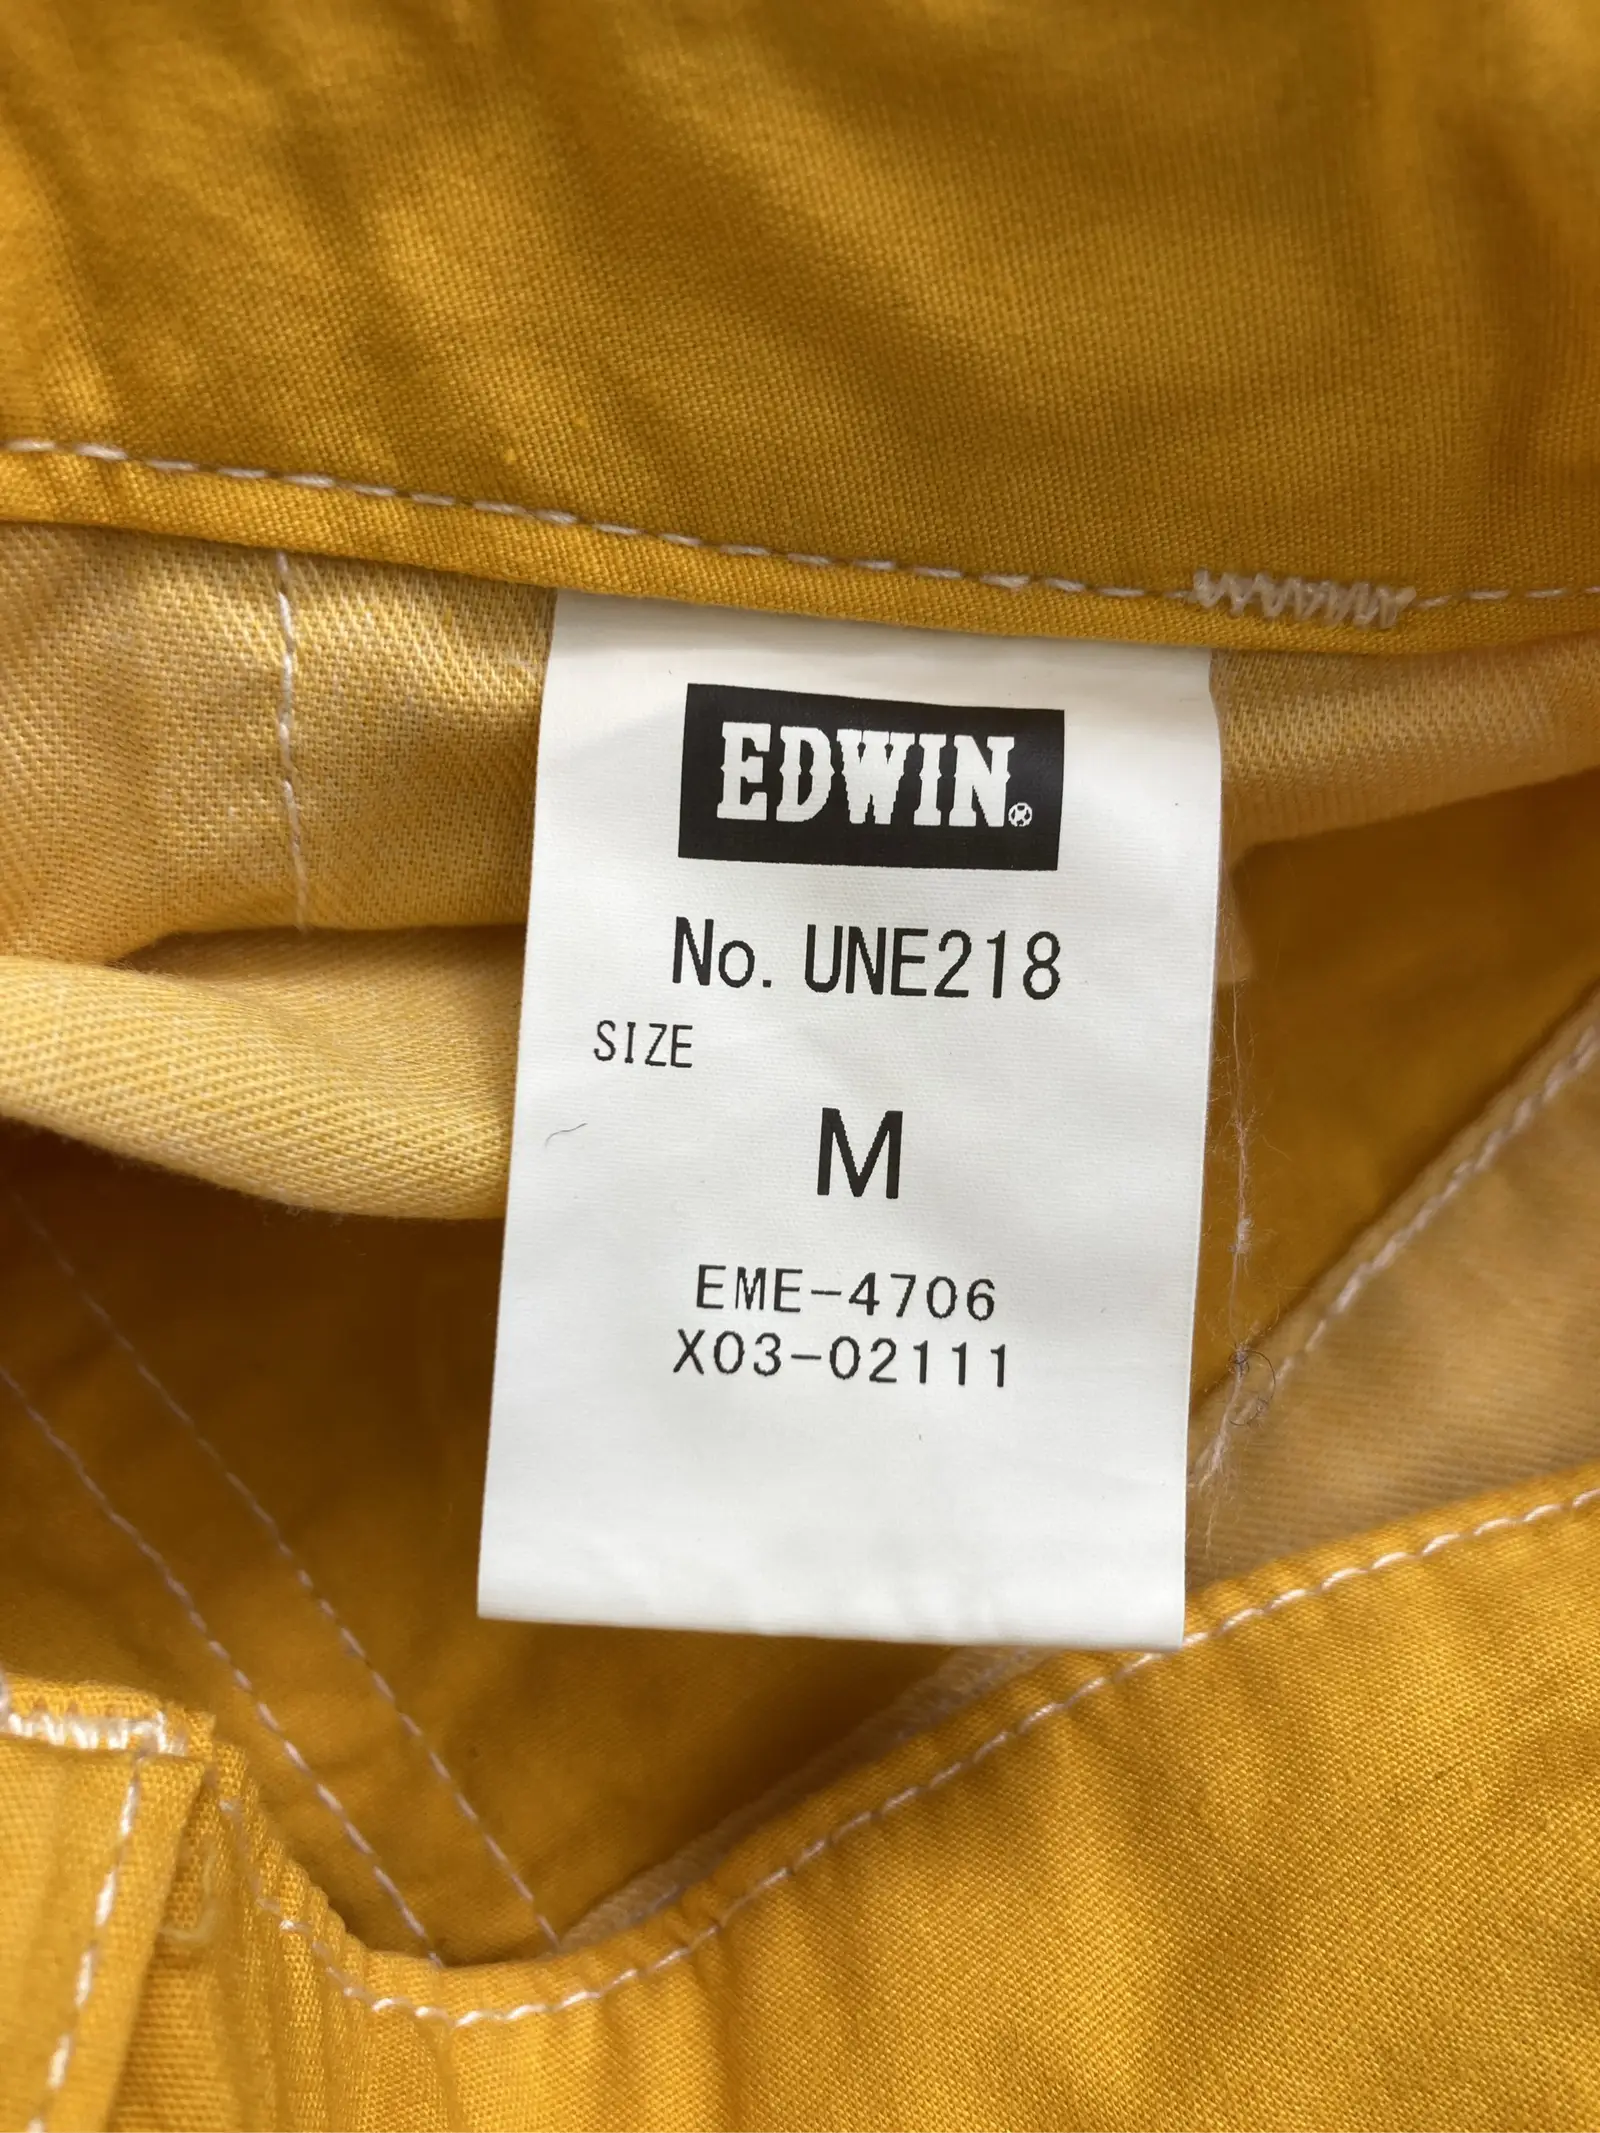 EDWIN®
No. UNE218
SIZE
M
EME-4706
X03-02111